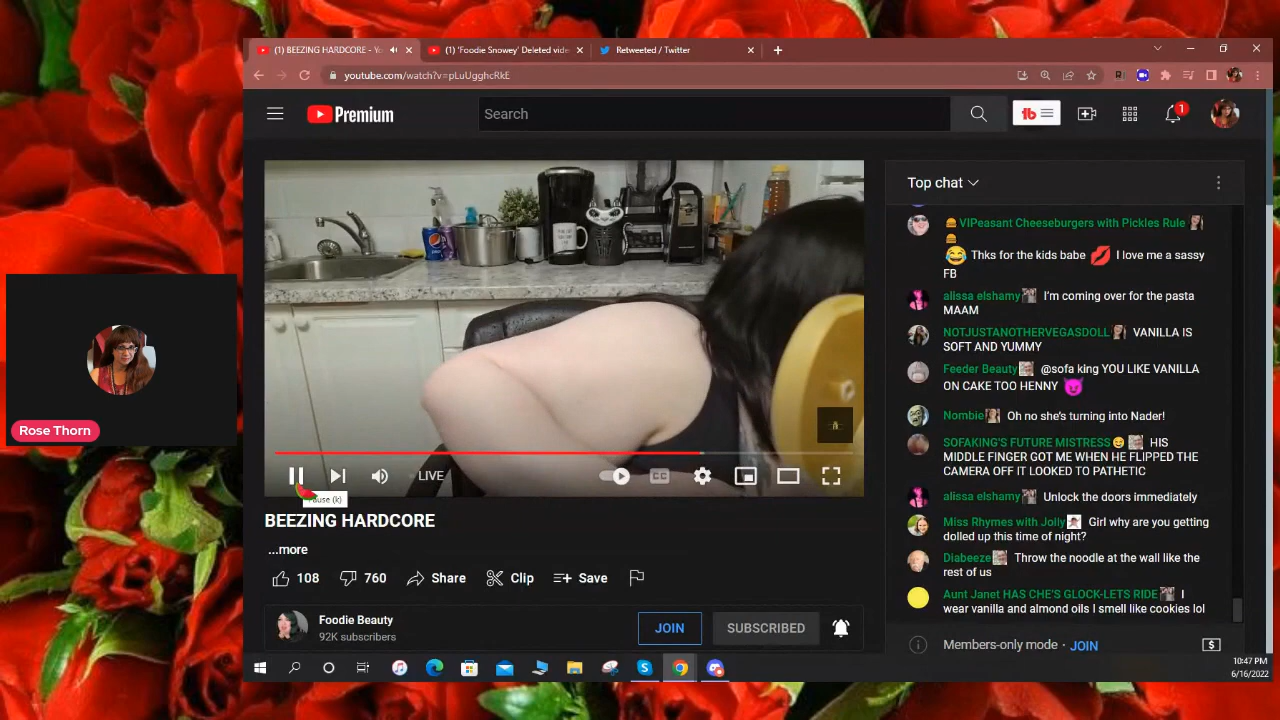 (1) BEEZING HARDCORE - Yo
(1) 'Foodie Snowey' Deleted vide
Retweeted / Twitter
youtube.com/watch?v=pLuUgghcRkE
Premium
Search
1
Top chat
VIPeasant Cheeseburgers with Pickles Rule
Thks for the kids babe I love me a sassy
FB
alissa elshamy I'm coming over for the pasta
MAAM
NOTJUSTANOTHERVEGASDOLL VANILLA IS
SOFT AND YUMMY
Feeder Beauty @sofa king YOU LIKE VANILLA
ON CAKE TOO HENNY
Nombie Oh no she's turning into Nader!
SOFAKING'S FUTURE MISTRESS HIS
MIDDLE FINGER GOT ME WHEN HE FLIPPED THE
CAMERA OFF IT LOOKED TO PATHETIC
alissa elshamy Unlock the doors immediately
Miss Rhymes with Jolly Girl why are you getting
dolled up this time of night?
Diabeeze Throw the noodle at the wall like the
rest of us
Aunt Janet HAS CHE'S GLOCK-LETS RIDE I
wear vanilla and almond oils I smell like cookies lol
Members-only mode · JOIN
Rose Thorn
pepsi
LIVE
CC
Pause (k)
BEEZING HARDCORE
...more
108
760
Share
Clip
Save
Foodie Beauty
92K subscribers
JOIN
SUBSCRIBED
10:47 PM
6/16/2022